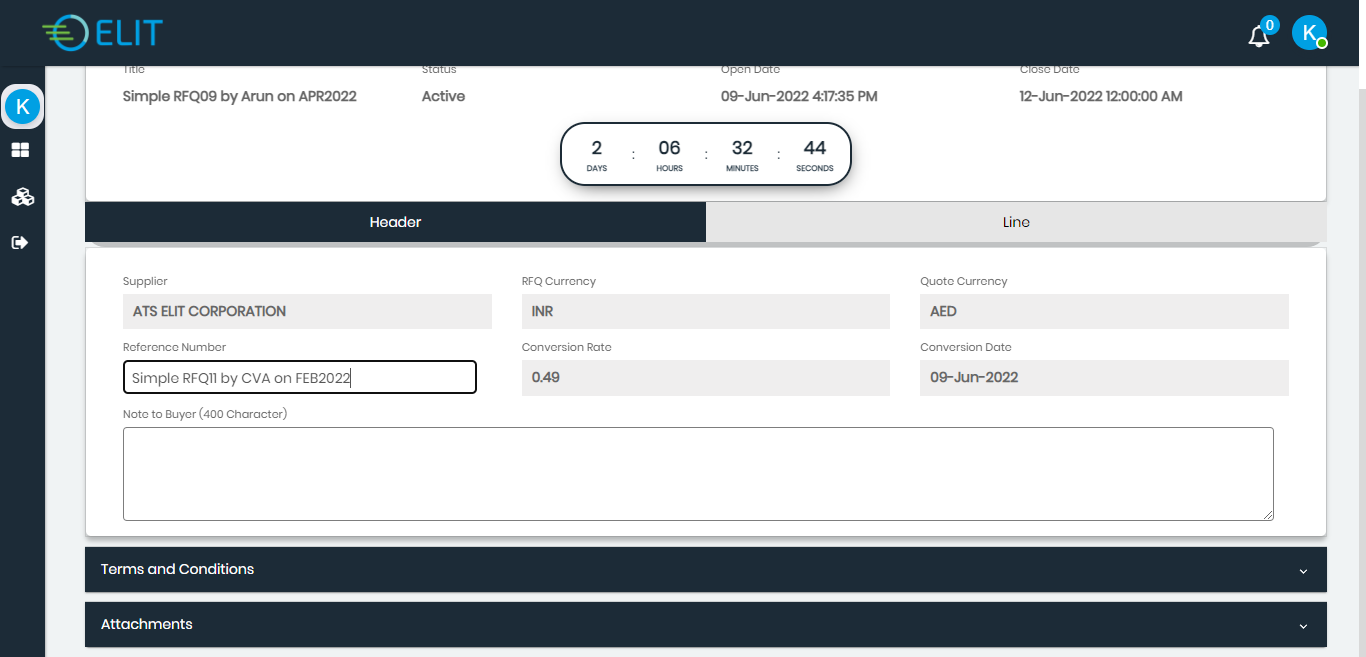 ELIT
0
K
K
Title
Status
Open Date
Close Date
Simple RFQ09 by Arun on APR2022
Active
09-Jun-2022 4:17:35 PM
12-Jun-2022 12:00:00 AM
2 : 06 : 32 : 44
DAYS HOURS MINUTES SECONDS
Header
Line
Supplier
RFQ Currency
Quote Currency
ATS ELIT CORPORATION
INR
AED
Reference Number
Conversion Rate
Conversion Date
Simple RFQ11 by CVA on FEB2022
0.49
09-Jun-2022
Note to Buyer (400 Character)
Terms and Conditions
Attachments